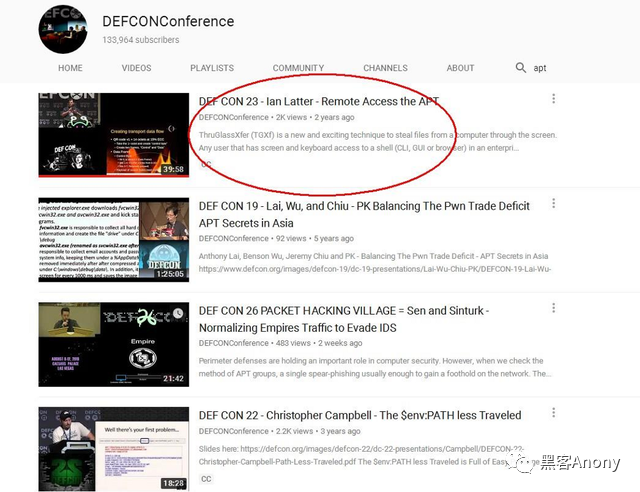 DEFCONConference
133,964 subscribers
HOME VIDEOS PLAYLISTS COMMUNITY CHANNELS ABOUT apt
DEF CON 23 - Ian Latter - Remote Access the APT
DEFCONConference • 2K views • 2 years ago
ThruGlassXfer (TGXf) is a new and exciting technique to steal files from a computer through the screen.
Any user that has screen and keyboard access to a shell (CLI, GUI or browser) in an enterpri...
CC
Creating transport data flow
39:58
DEF CON 19 - Lai, Wu, and Chiu - PK Balancing The Pwn Trade Deficit
APT Secrets in Asia
DEFCONConference • 92 views • 5 years ago
Anthony Lai, Benson Wu, Jeremy Chiu and PK - Balancing The Pwn Trade Deficit - APT Secrets in Asia
https://www.defcon.org/images/defcon-19/dc-19-presentations/Lai-Wu-Chiu-PK/DEFCON-19-Lai-Wu-
1:25:05
DEF CON 26 PACKET HACKING VILLAGE = Sen and Sinturk -
Normalizing Empires Traffic to Evade IDS
DEFCONConference • 483 views • 2 weeks ago
Perimeter defenses are holding an important role in computer security. However, when we check the
method of APT groups, a single spear-phishing usually enough to gain a foothold on the network. The...
Empire
21:42
DEF CON 22 - Christopher Campbell - The $env:PATH less Traveled
DEFCONConference • 2.2K views • 3 years ago
Slides here: https://defcon.org/images/defcon-22/dc-22-presentations/Campbell/DEFCON-22-
Christopher-Campbell-Path-Less-Traveled.pdf The $env:PATH less Traveled is Full of Easy
CC
Well there's your first problem...
18:28
黑客Anony